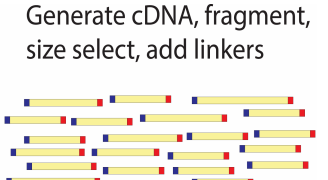 Generate cDNA, fragment,
size select, add linkers